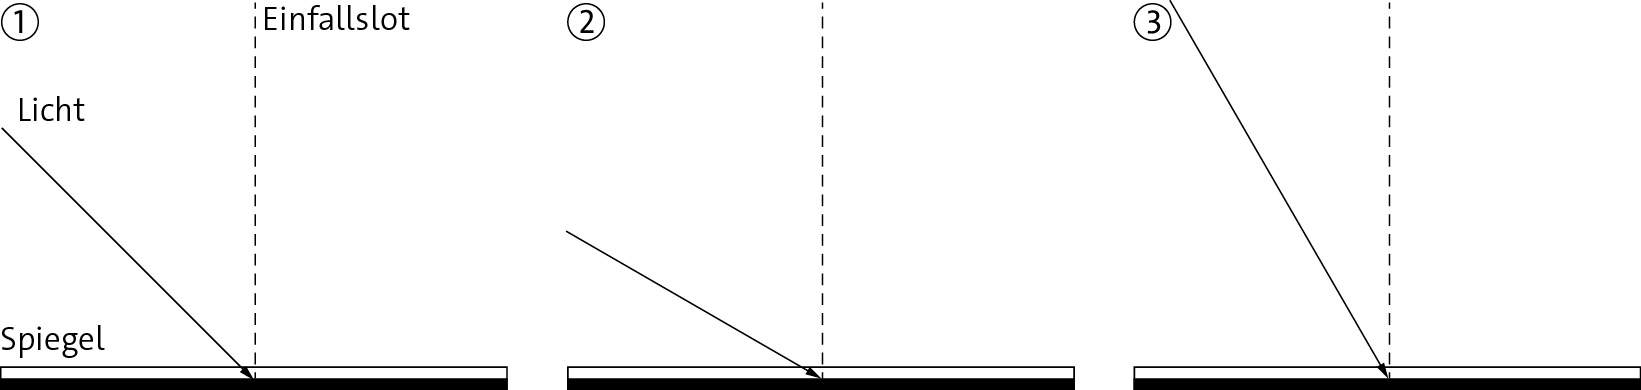 ① Einfallslot ② ③
Licht
Spiegel